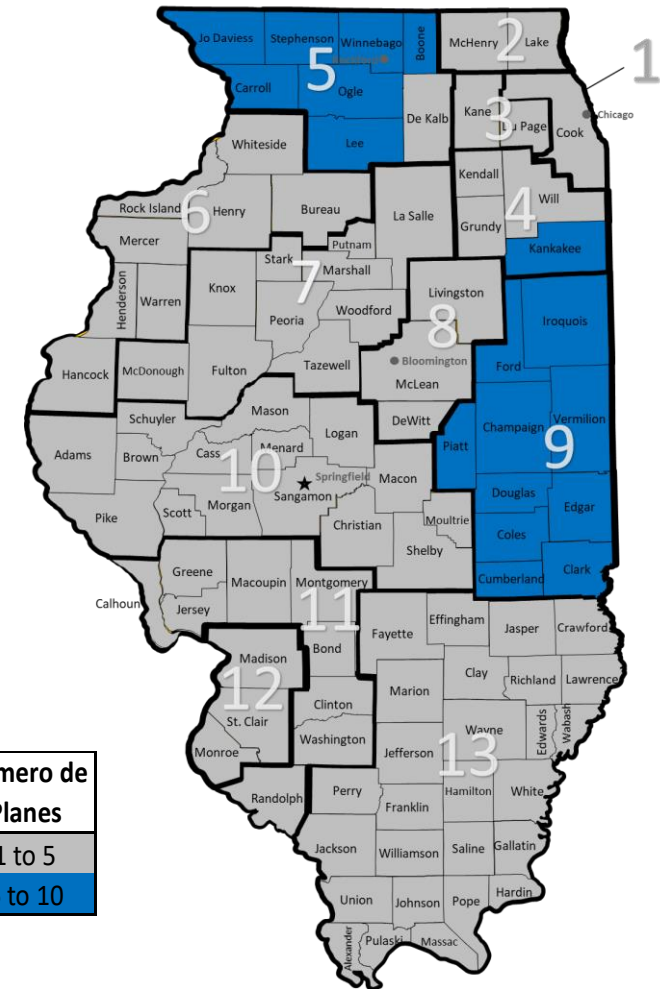 Jo Daviess
Stephenson
Winnebago
Boone
McHenry
Lake
2
1
5
Carroll
Ogle
De Kalb
Kane
3
Du Page
Cook
Chicago
Whiteside
Lee
Kendall
Will
4
Rock Island
6
Henry
Bureau
La Salle
Grundy
Kankakee
Mercer
Putnam
Stark
7
Marshall
Livingston
Iroquois
Henderson
Warren
Knox
Peoria
Woodford
8
Ford
Hancock
McDonough
Fulton
Tazewell
Bloomington
McLean
Schuyler
Mason
Logan
DeWitt
Champaign
Vermilion
9
Adams
Brown
Cass
Menard
10
Springfield
Sangamon
Macon
Piatt
Pike
Scott
Morgan
Christian
Moultrie
Douglas
Edgar
Coles
Shelby
Cumberland
Clark
Greene
Macoupin
Montgomery
Calhoun
Jersey
11
Fayette
Effingham
Jasper
Crawford
Madison
Bond
12
Clay
Richland
Lawrence
Marion
Clinton
St. Clair
Wayne
Edwards
Wabash
Washington
Jefferson
13
Monroe
Randolph
Perry
Hamilton
White
Franklin
Jackson
Williamson
Saline
Gallatin
Union
Johnson
Pope
Hardin
Alexander
Pulaski
Massac
de
Planes
1 to 5
to 10